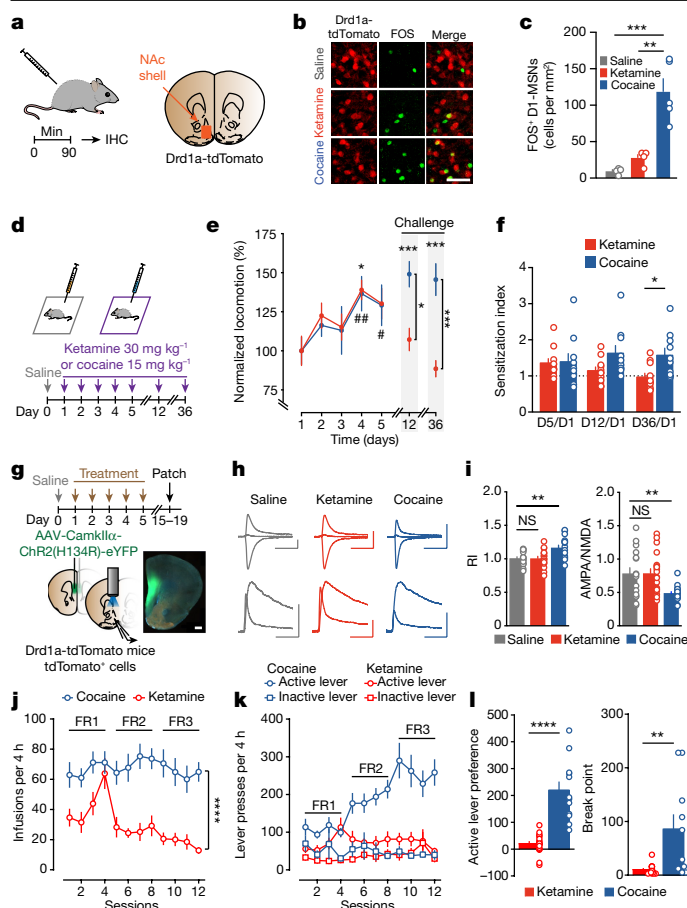 a
NAc
shell
Min
0 90
IHC
Drd1a-tdTomato
b
Drd1a-
tdTomato FOS Merge
Saline
Ketamine
Cocaine
c
***
**
Saline
Ketamine
Cocaine
FOS+ D1-MSNs
(cells per mm²)
200
150
100
50
0
d
Ketamine 30 mg kg⁻¹
or cocaine 15 mg kg⁻¹
Saline
Day 0 1 2 3 4 5 12 36
e
Challenge
Normalized locomotion (%)
175
150
125
100
75
*
##
#
***
***
*
***
1 2 3 4 5 12 36
Time (days)
f
Ketamine
Cocaine
Sensitization index
4
3
2
1
0
*
D5/D1 D12/D1 D36/D1
g
Treatment
Patch
Saline
Day 0 1 2 3 4 5 15–19
AAV-CamkIIα-
ChR2(H134R)-eYFP
Drd1a-tdTomato mice
tdTomato+ cells
h
Saline Ketamine Cocaine
i
**
NS
RI
2.0
1.5
1.0
0.5
0
**
NS
AMPA/NMDA
2.0
1.5
1.0
0.5
0
Saline Ketamine Cocaine
j
Cocaine Ketamine
FR1 FR2 FR3
Infusions per 4 h
100
80
60
40
20
0
****
2 4 6 8 10 12
Sessions
k
Cocaine Ketamine
Active lever Active lever
Inactive lever Inactive lever
FR1 FR2 FR3
Lever presses per 4 h
400
300
200
100
0
2 4 6 8 10 12
Sessions
l
****
Active lever preference
500
400
300
200
100
0
−100
**
Break point
300
200
100
0
Ketamine Cocaine